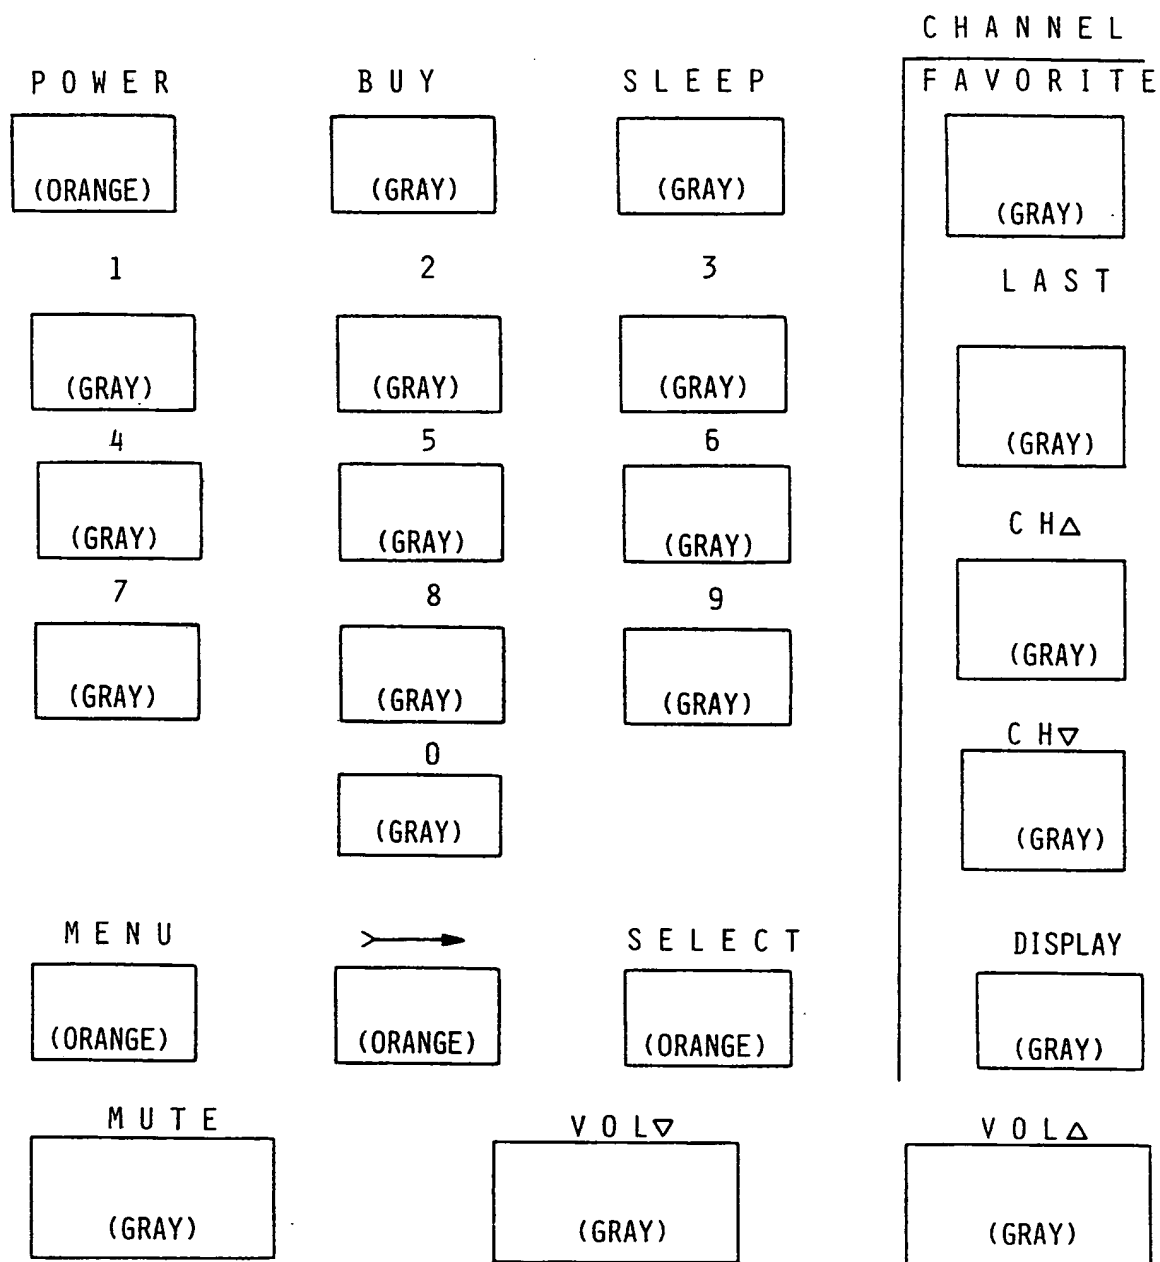 CHANNEL
POWER BUY SLEEP FAVORITE
(ORANGE) (GRAY) (GRAY) (GRAY)
1 2 3 LAST
(GRAY) (GRAY) (GRAY) (GRAY)
4 5 6 CH△
(GRAY) (GRAY) (GRAY)
7 8 9 (GRAY)
(GRAY) (GRAY) (GRAY)
0 CH▽
(GRAY) (GRAY)
MENU SELECT DISPLAY
(ORANGE) (ORANGE) (ORANGE) (GRAY)
MUTE VOL▽ VOL△
(GRAY) (GRAY) (GRAY)